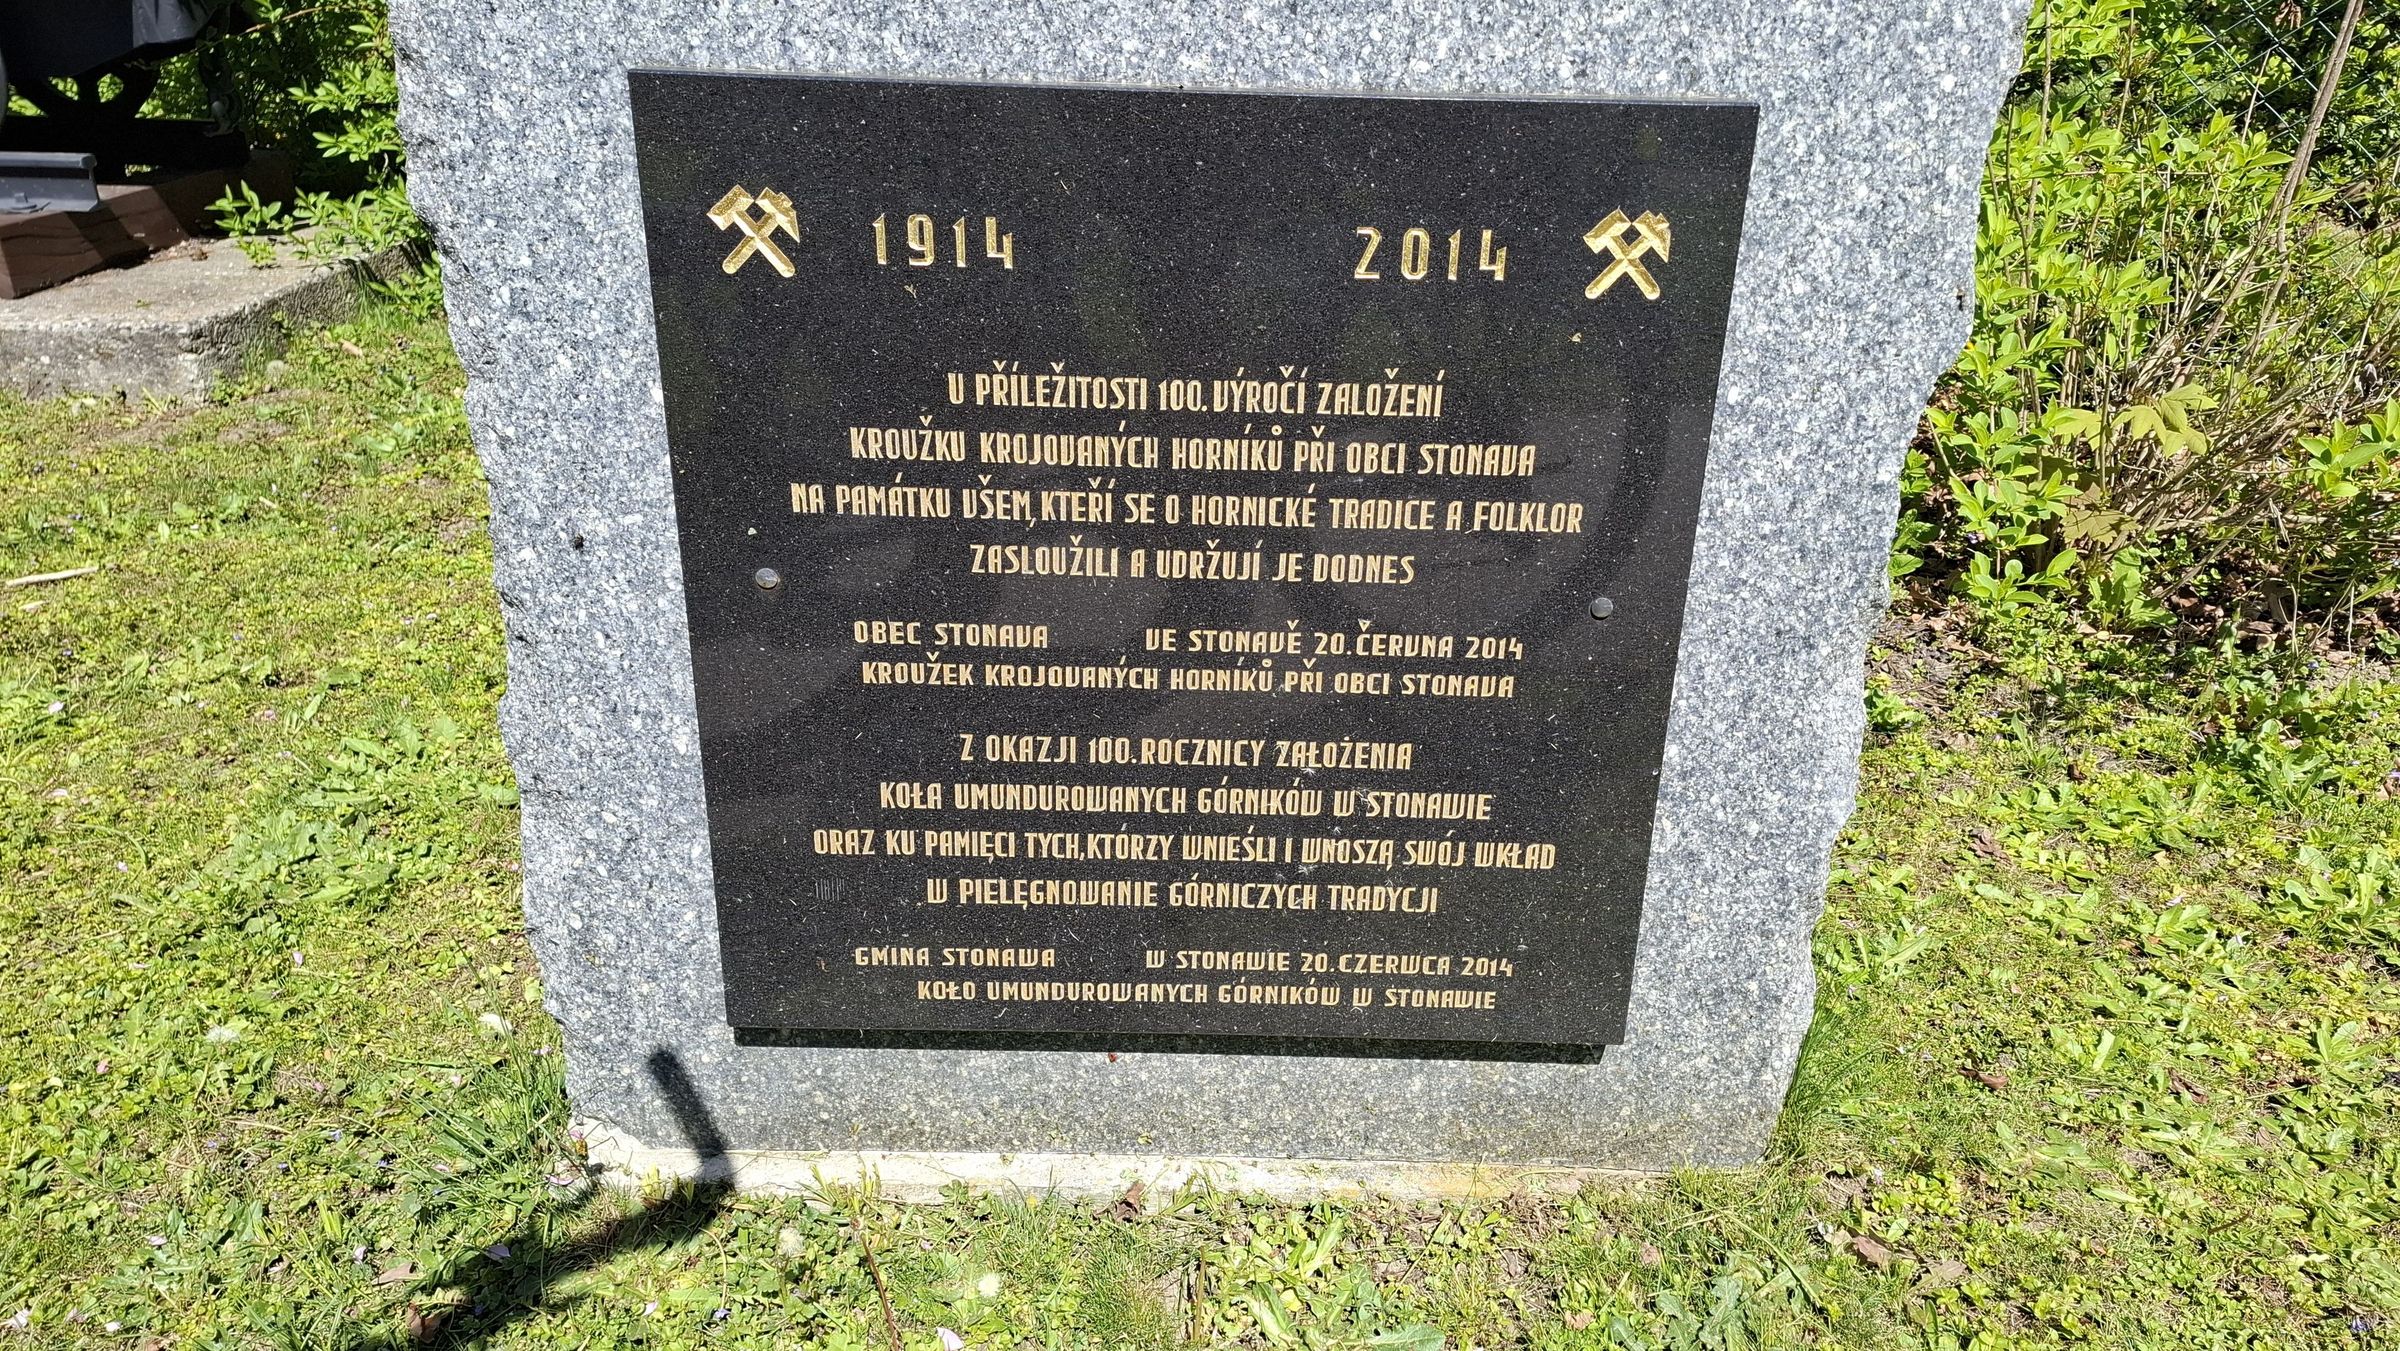 1914 2014
U PŘÍLEŽITOSTI 100. VÝROČÍ ZALOŽENÍ
KROUŽKU KROJOVANÝCH HORNÍKŮ PŘI OBCI STONAVA
NA PAMÁTKU VŠEM, KTEŘÍ SE O HORNICKÉ TRADICE A FOLKLOR
ZASLOUŽILI A UDRŽUJÍ JE DODNES
OBEC STONAVA VE STONAVĚ 20. ČERVNA 2014
KROUŽEK KROJOVANÝCH HORNÍKŮ PŘI OBCI STONAVA
Z OKAZJI 100. ROCZNICY ZAŁOŻENIA
KOŁA UMUNDUROWANYCH GÓRNIKÓW W STONAWIE
ORAZ KU PAMIĘCI TYCH, KTÓRZY WNIEŚLI I WNOSZĄ SWÓJ WKŁAD
W PIELĘGNOWANIE GÓRNICZYCH TRADYCJI
GMINA STONAWA W STONAWIE 20. CZERWCA 2014
KOŁO UMUNDUROWANYCH GÓRNIKÓW W STONAWIE